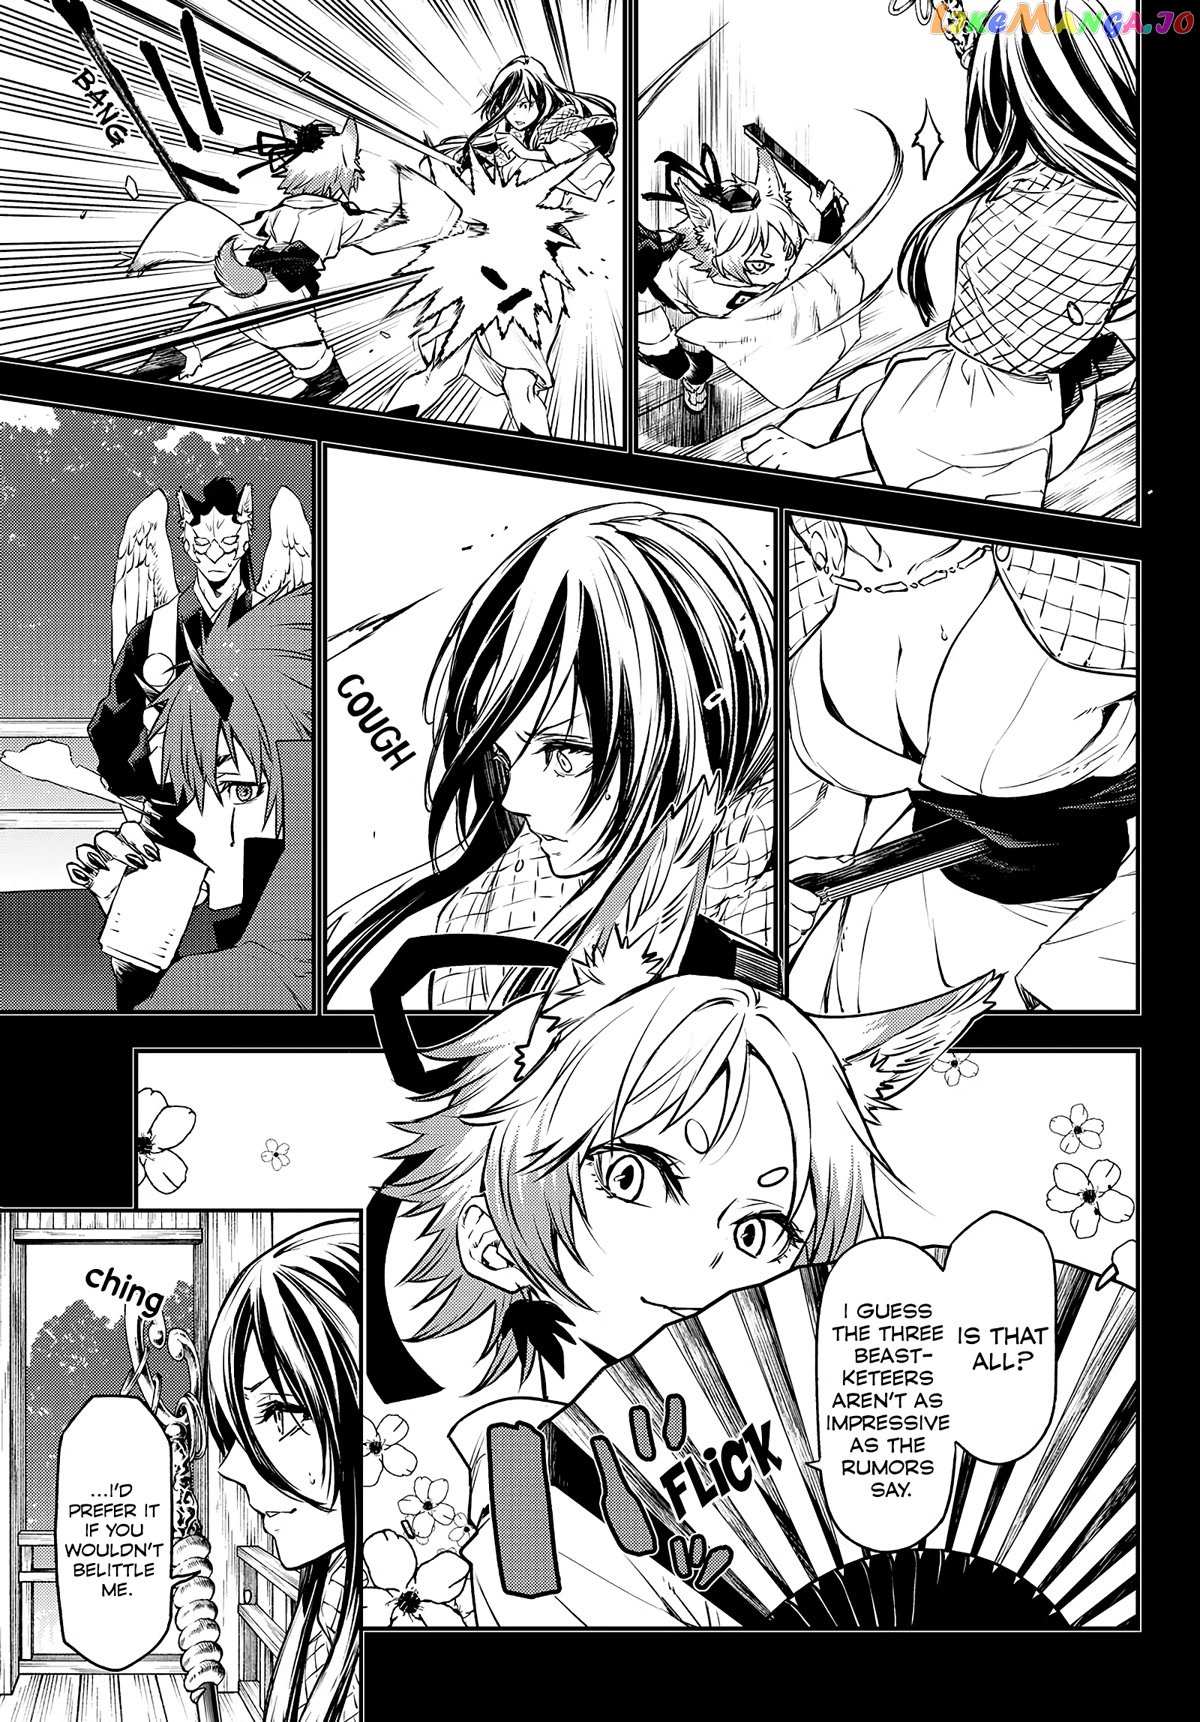 LIKEMANGA.IO
BANG
COUGH
IS THAT
ALL?
I GUESS
THE THREE
BEAST-
KETEERS
AREN'T AS
IMPRESSIVE
AS THE
RUMORS
SAY.
FLICK
ching
...I'D
PREFER IT
IF YOU
WOULDN'T
BELITTLE
ME.